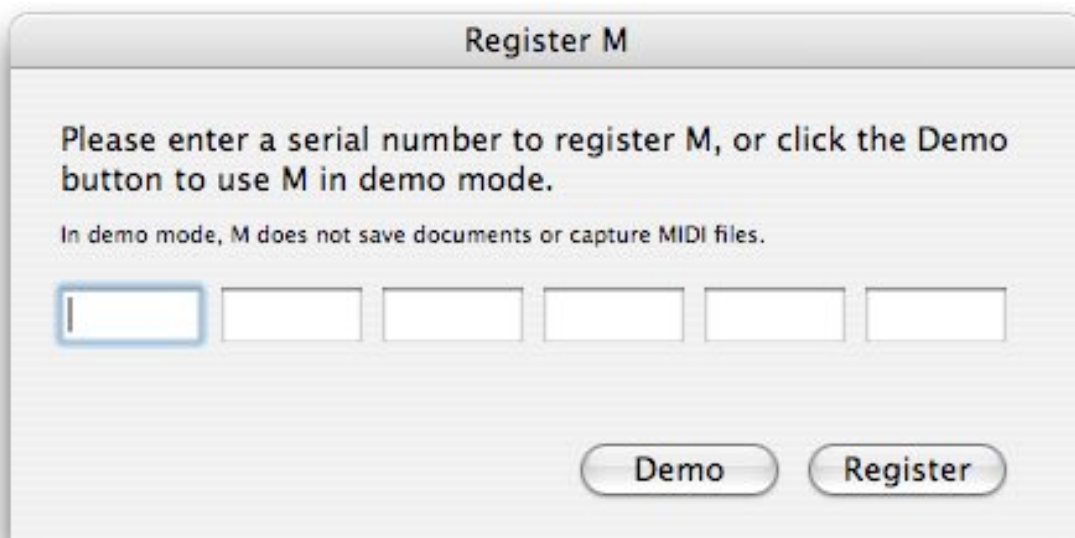 Register M
Please enter a serial number to register M, or click the Demo
button to use M in demo mode.
In demo mode, M does not save documents or capture MIDI files.
Demo
Register